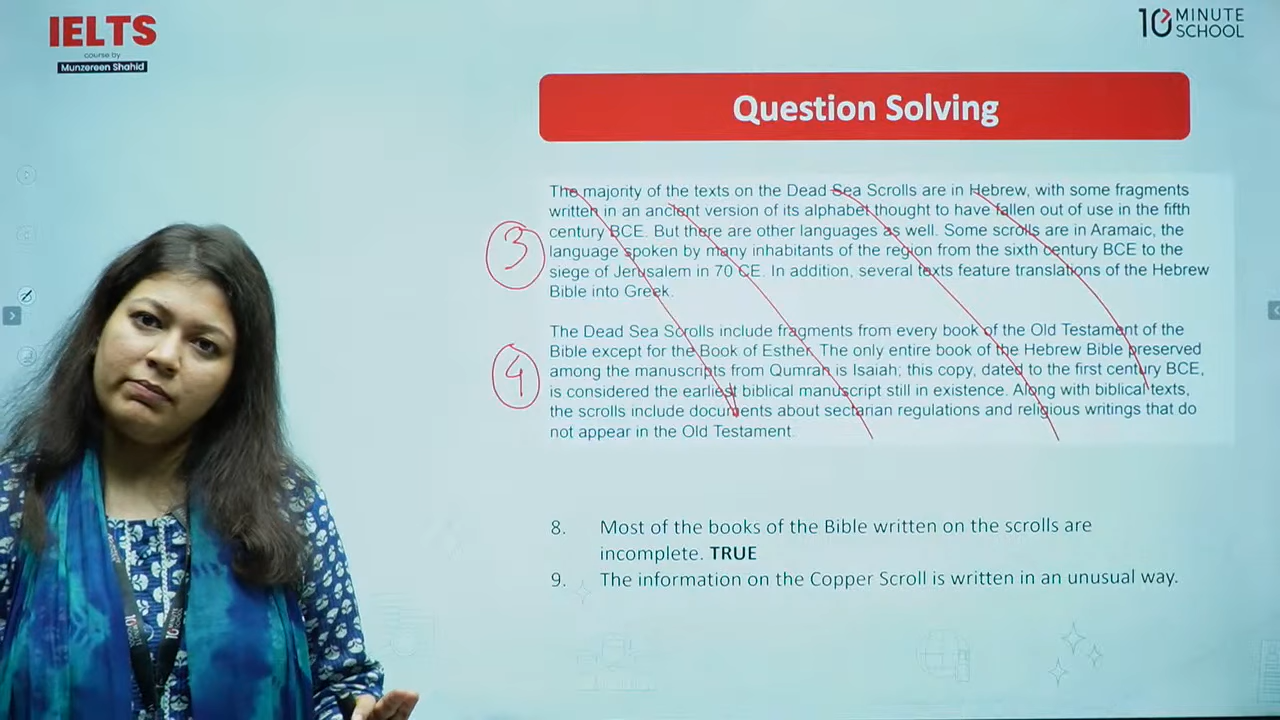 IELTS
course by
Munzereen Shahid
10 MINUTE SCHOOL
Question Solving
The majority of the texts on the Dead Sea Scrolls are in Hebrew, with some fragments
written in an ancient version of its alphabet thought to have fallen out of use in the fifth
century BCE. But there are other languages as well. Some scrolls are in Aramaic, the
language spoken by many inhabitants of the region from the sixth century BCE to the
siege of Jerusalem in 70 CE. In addition, several texts feature translations of the Hebrew
Bible into Greek.
3
The Dead Sea Scrolls include fragments from every book of the Old Testament of the
Bible except for the Book of Esther. The only entire book of the Hebrew Bible preserved
among the manuscripts from Qumran is Isaiah; this copy, dated to the first century BCE,
is considered the earliest biblical manuscript still in existence. Along with biblical texts,
the scrolls include documents about sectarian regulations and religious writings that do
not appear in the Old Testament.
4
8. Most of the books of the Bible written on the scrolls are
incomplete. TRUE
9. The information on the Copper Scroll is written in an unusual way.
10 MINUTE SCHOOL